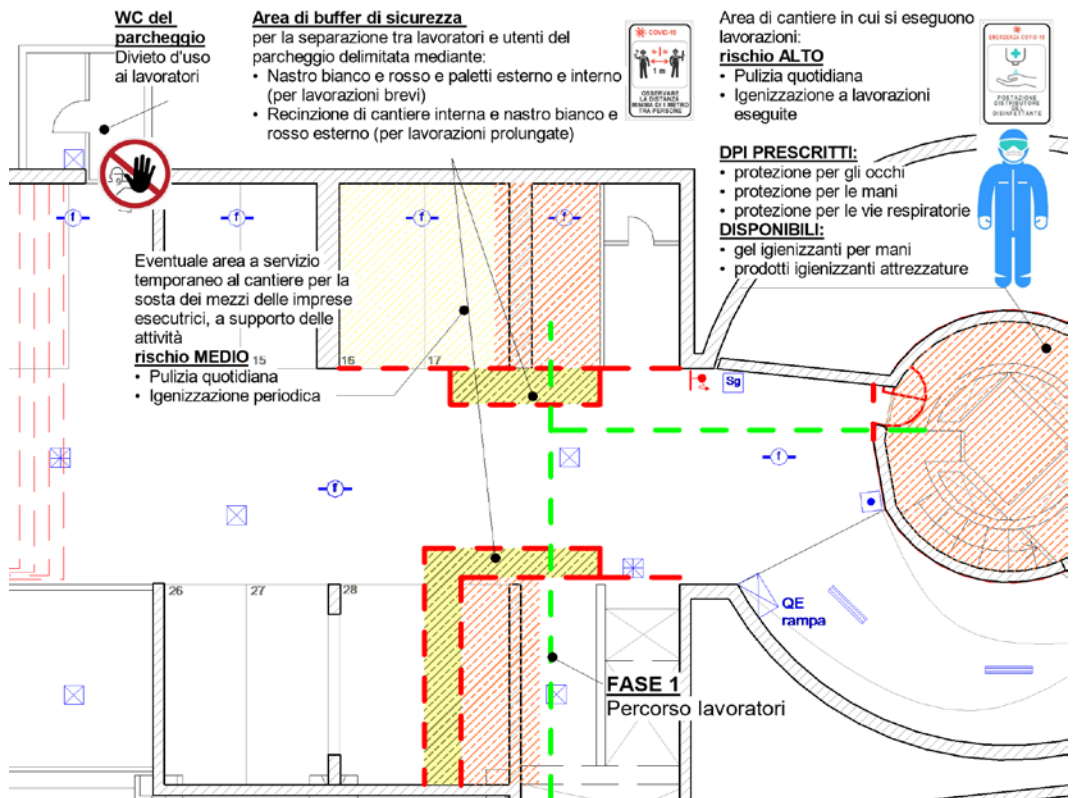 WC del
parcheggio
Divieto d'uso
ai lavoratori
Area di buffer di sicurezza
per la separazione tra lavoratori e utenti del
parcheggio delimitata mediante:
• Nastro bianco e rosso e paletti esterno e interno
(per lavorazioni brevi)
• Recinzione di cantiere interna e nastro bianco e
rosso esterno (per lavorazioni prolungate)
COVID-19
1 m
OSSERVARE
LA DISTANZA
MINIMA DI 1 METRO
TRA PERSONE
Area di cantiere in cui si eseguono
lavorazioni:
rischio ALTO
• Pulizia quotidiana
• Igenizzazione a lavorazioni
eseguite
EMERGENZA COVID-19
POSTAZIONE
DISTRIBUTORE
GEL
DISINFETTANTE
DPI PRESCRITTI:
• protezione per gli occhi
• protezione per le mani
• protezione per le vie respiratorie
DISPONIBILI:
• gel igienizzanti per mani
• prodotti igienizzanti attrezzature
f
f
f
f
Eventuale area a servizio
temporaneo al cantiere per la
sosta dei mezzi delle imprese
esecutrici, a supporto delle
attività
rischio MEDIO
• Pulizia quotidiana
• Igenizzazione periodica
15
16
17
Sg
f
f
26
27
28
QE
rampa
FASE 1
Percorso lavoratori